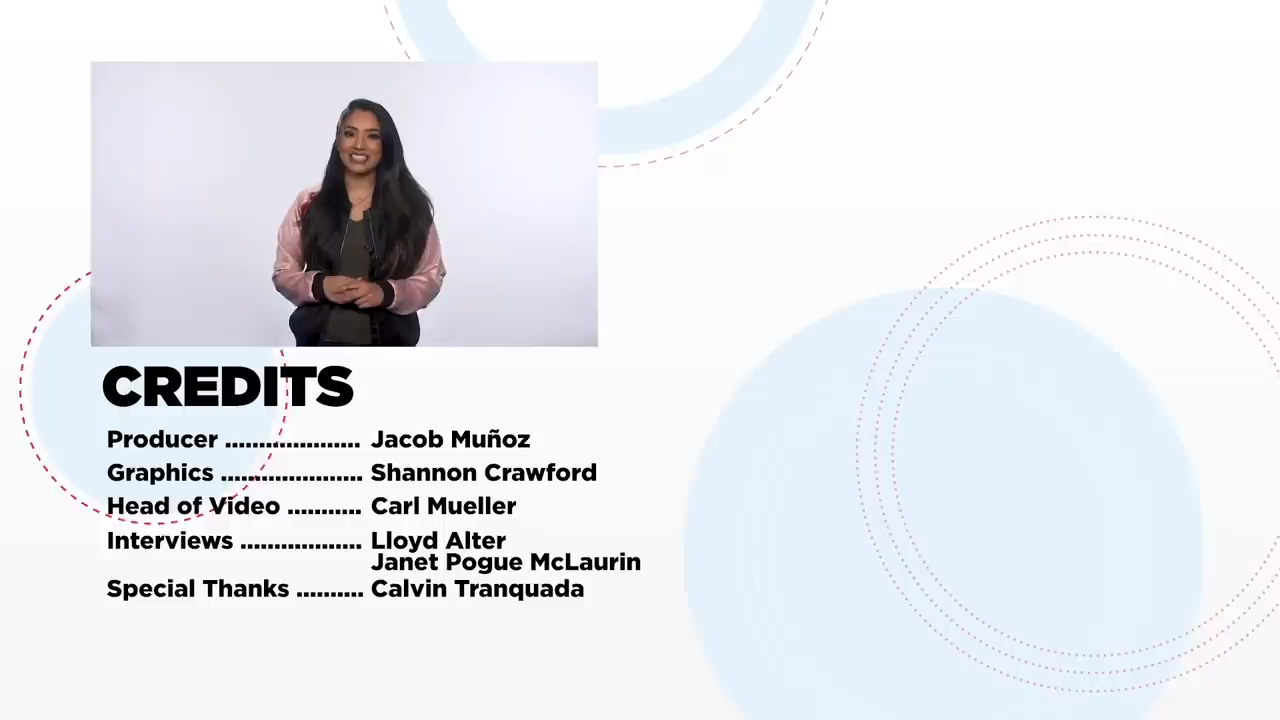 CREDITS
Producer .................... Jacob Muñoz
Graphics ..................... Shannon Crawford
Head of Video ........... Carl Mueller
Interviews .................. Lloyd Alter
Janet Pogue McLaurin
Special Thanks .......... Calvin Tranquada